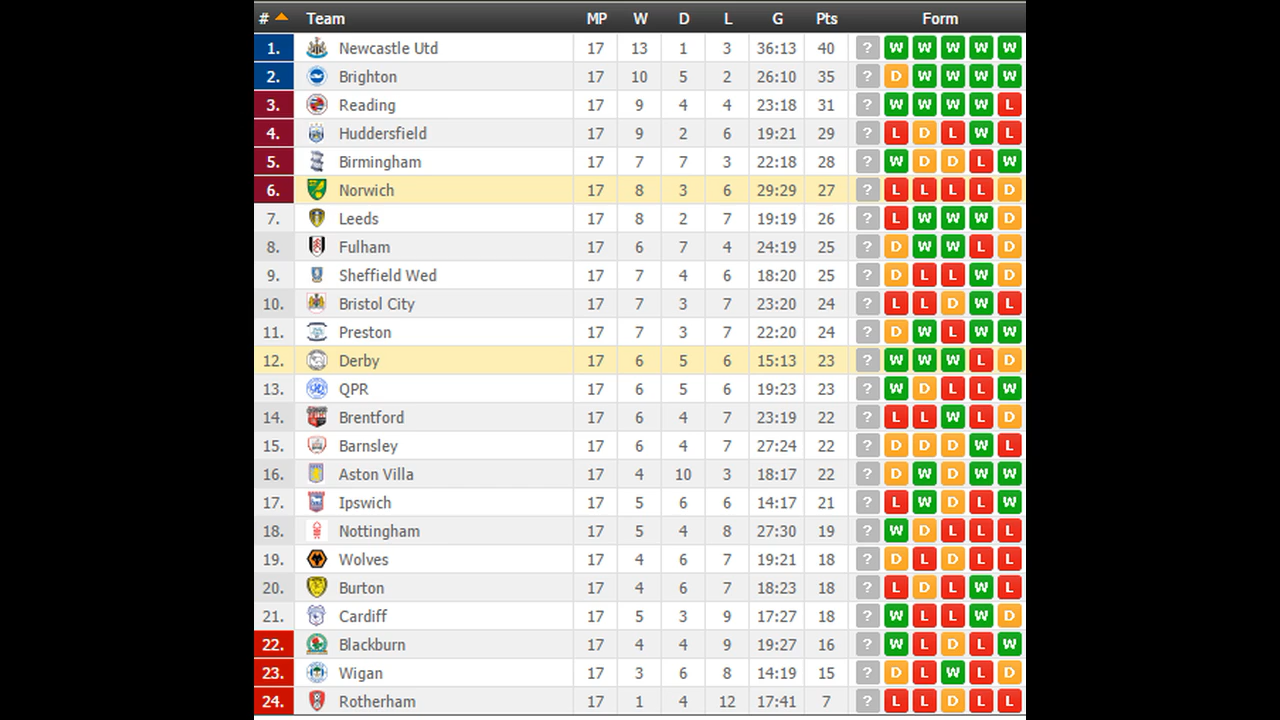 # Team MP W D L G Pts Form
1. Newcastle Utd 17 13 1 3 36:13 40 ? W W W W W
2. Brighton 17 10 5 2 26:10 35 ? D W W W W
3. Reading 17 9 4 4 23:18 31 ? W W W W L
4. Huddersfield 17 9 2 6 19:21 29 ? L D L W L
5. Birmingham 17 7 7 3 22:18 28 ? W D D L W
6. Norwich 17 8 3 6 29:29 27 ? L L L L D
7. Leeds 17 8 2 7 19:19 26 ? L W W W D
8. Fulham 17 6 7 4 24:19 25 ? D W W L D
9. Sheffield Wed 17 7 4 6 18:20 25 ? D L L W D
10. Bristol City 17 7 3 7 23:20 24 ? L L D W L
11. Preston 17 7 3 7 22:20 24 ? D W L W W
12. Derby 17 6 5 6 15:13 23 ? W W W L D
13. QPR 17 6 5 6 19:23 23 ? W D L L W
14. Brentford 17 6 4 7 23:19 22 ? L L W L D
15. Barnsley 17 6 4 7 27:24 22 ? D D D W L
16. Aston Villa 17 4 10 3 18:17 22 ? D W D W W
17. Ipswich 17 5 6 6 14:17 21 ? L W D L W
18. Nottingham 17 5 4 8 27:30 19 ? W D L L L
19. Wolves 17 4 6 7 19:21 18 ? D L D L L
20. Burton 17 4 6 7 18:23 18 ? L D L W L
21. Cardiff 17 5 3 9 17:27 18 ? W L L W D
22. Blackburn 17 4 4 9 19:27 16 ? W L D L W
23. Wigan 17 3 6 8 14:19 15 ? D L W L D
24. Rotherham 17 1 4 12 17:41 7 ? L L D L L